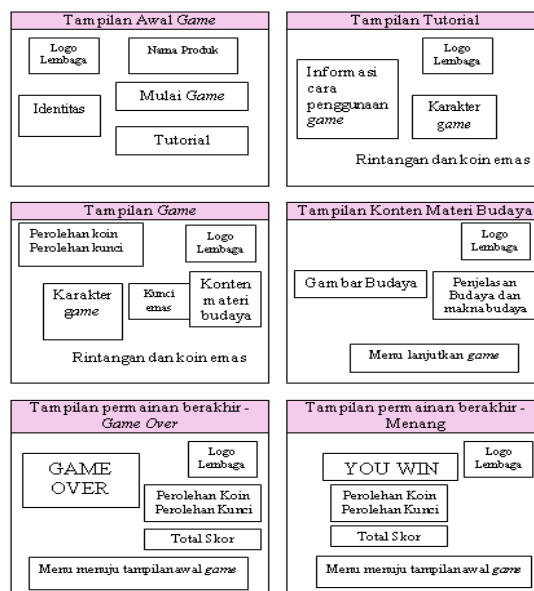 Tampilan Awal Game
Logo
Lembaga
Nama Produk
Identitas
Mulai Game
Tutorial
Tampilan Tutorial
Informasi
cara
penggunaan
game
Logo
Lembaga
Karakter
game
Rintangan dan koin emas
Tampilan Game
Perolehan koin
Perolehan kunci
Logo
Lembaga
Karakter
game
Kunci
emas
Konten
materi
budaya
Rintangan dan koin emas
Tampilan Konten Materi Budaya
Logo
Lembaga
Gambar Budaya
Penjelasan
Budaya dan
makna budaya
Menu lanjutkan game
Tampilan permainan berakhir -
Game Over
GAME
OVER
Logo
Lembaga
Perolehan Koin
Perolehan Kunci
Total Skor
Menu menuju tampilan awal game
Tampilan permainan berakhir -
Menang
YOU WIN
Logo
Lembaga
Perolehan Koin
Perolehan Kunci
Total Skor
Menu menuju tampilan awal game